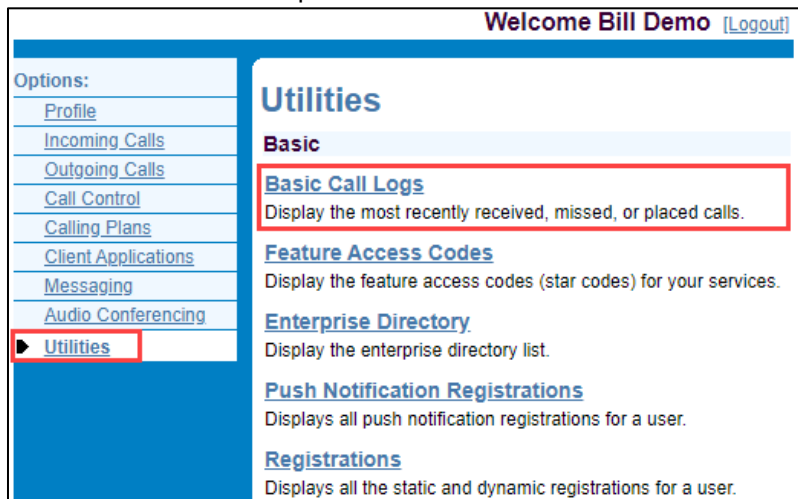 Welcome Bill Demo [Logout]
Options:
Profile
Incoming Calls
Outgoing Calls
Call Control
Calling Plans
Client Applications
Messaging
Audio Conferencing
Utilities
Utilities
Basic
Basic Call Logs
Display the most recently received, missed, or placed calls.
Feature Access Codes
Display the feature access codes (star codes) for your services.
Enterprise Directory
Display the enterprise directory list.
Push Notification Registrations
Displays all push notification registrations for a user.
Registrations
Displays all the static and dynamic registrations for a user.